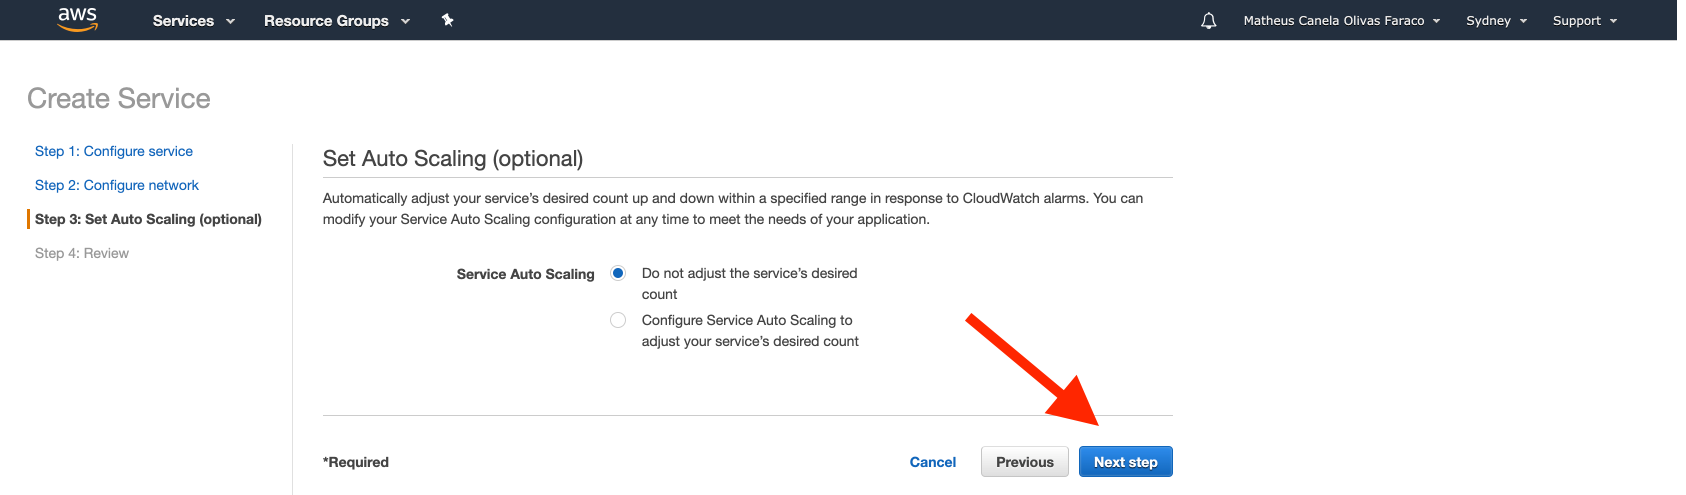 aws Services Resource Groups Matheus Canela Olivas Faraco Sydney Support
Create Service
Step 1: Configure service
Step 2: Configure network
Step 3: Set Auto Scaling (optional)
Step 4: Review
Set Auto Scaling (optional)
Automatically adjust your service’s desired count up and down within a specified range in response to CloudWatch alarms. You can
modify your Service Auto Scaling configuration at any time to meet the needs of your application.
Service Auto Scaling Do not adjust the service’s desired
count
Configure Service Auto Scaling to
adjust your service’s desired count
*Required Cancel Previous Next step